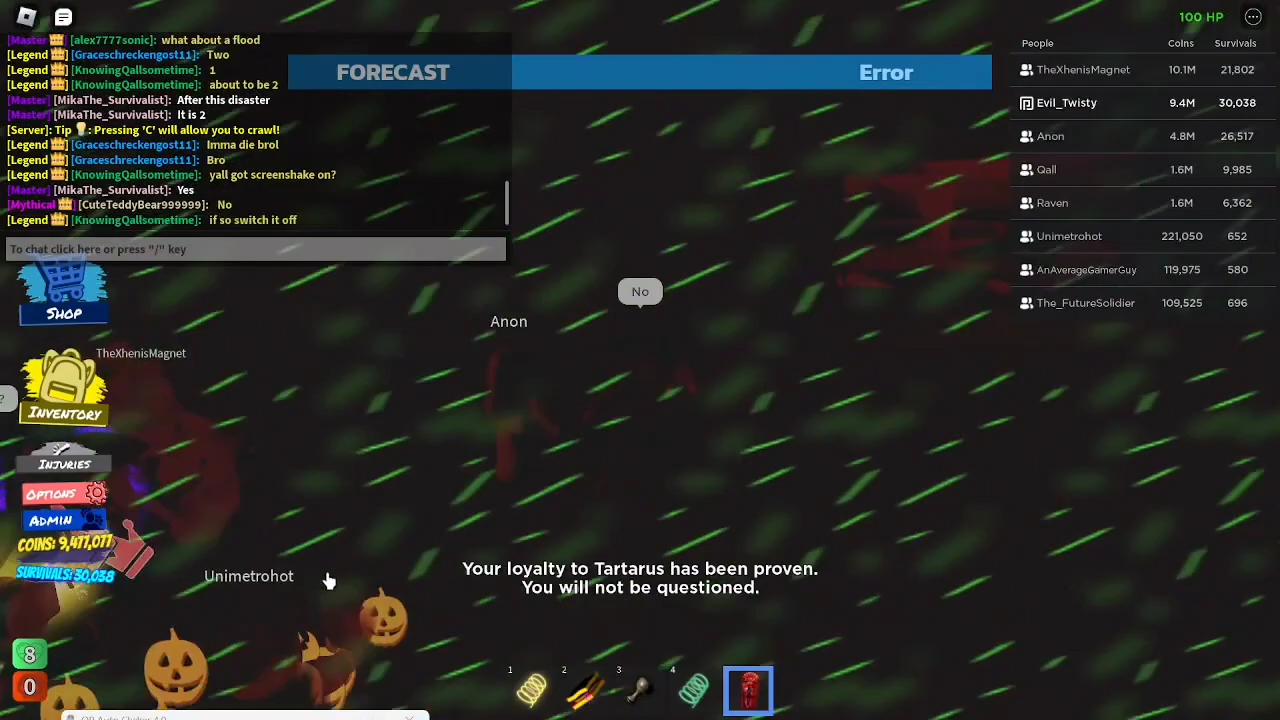 100 HP
[Master👑] [alex7777sonic]: what about a flood
[Legend👑] [Graceschreckengost11]: Two
[Legend👑] [KnowingQallsometime]: 1
[Legend👑] [KnowingQallsometime]: about to be 2
[Master] [MikaThe_Survivalist]: After this disaster
[Master] [MikaThe_Survivalist]: It is 2
[Server]: Tip 💡: Pressing 'C' will allow you to crawl!
[Legend👑] [Graceschreckengost11]: Imma die brol
[Legend👑] [Graceschreckengost11]: Bro
[Legend👑] [KnowingQallsometime]: yall got screenshake on?
[Master] [MikaThe_Survivalist]: Yes
[Mythical👑] [CuteTeddyBear999999]: No
[Legend👑] [KnowingQallsometime]: if so switch it off
To chat click here or press "/" key
FORECAST Error
People Coins Survivals
TheXhenisMagnet 10.1M 21,802
Evil_Twisty 9.4M 30,038
Anon 4.8M 26,517
Qall 1.6M 9,985
Raven 1.6M 6,362
Unimetrohot 221,050 652
AnAverageGamerGuy 119,975 580
The_FutureSolidier 109,525 696
No
Anon
SHOP
TheXhenisMagnet
?
INVENTORY
INJURIES
OPTIONS
ADMIN
COINS: 9,477,077
SURVIVALS: 30,038
Unimetrohot
Your loyalty to Tartarus has been proven.
You will not be questioned.
8
0
1 2 3 4